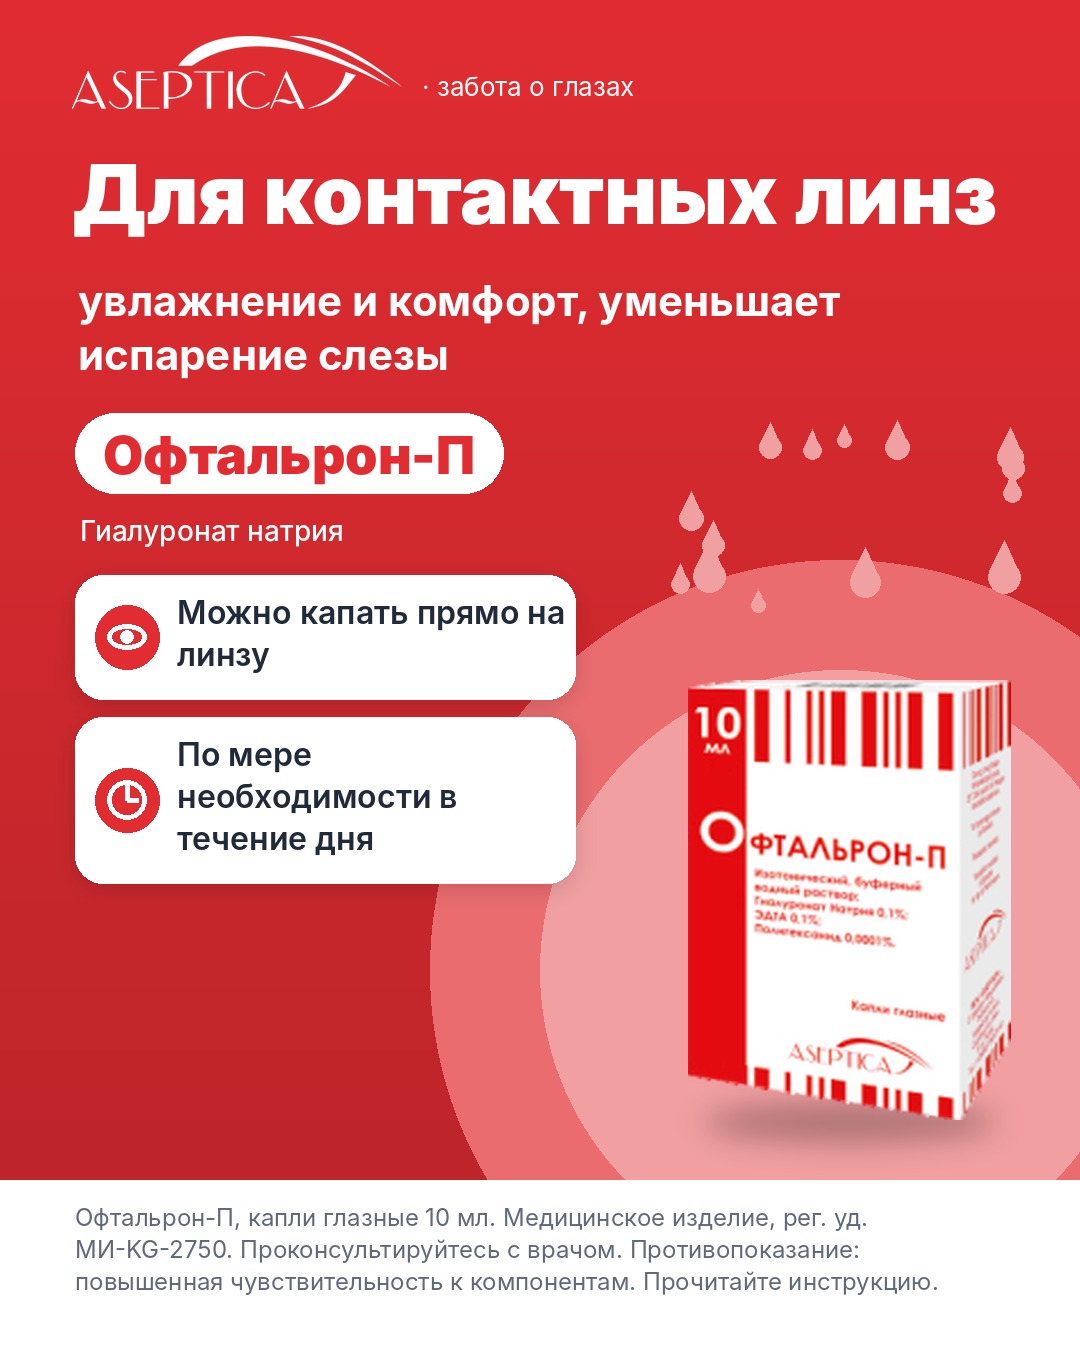 ASEPTICA · забота о глазах
Для контактных линз
увлажнение и комфорт, уменьшает
испарение слезы
Офтальрон-П
Гиалуронат натрия
Можно капать прямо на
линзу
По мере
необходимости в
течение дня
10
МЛ
ОФТАЛЬРОН-П
Изотонический, буферный
водный раствор:
Гиалуронат Натрия 0,1%;
ЭДТА 0,1%;
Полигексанид 0,0001%.
Капли глазные
ASEPTICA
ASEPTICA
Офтальрон-П, капли глазные 10 мл. Медицинское изделие, рег. уд.
МИ-KG-2750. Проконсультируйтесь с врачом. Противопоказание:
повышенная чувствительность к компонентам. Прочитайте инструкцию.